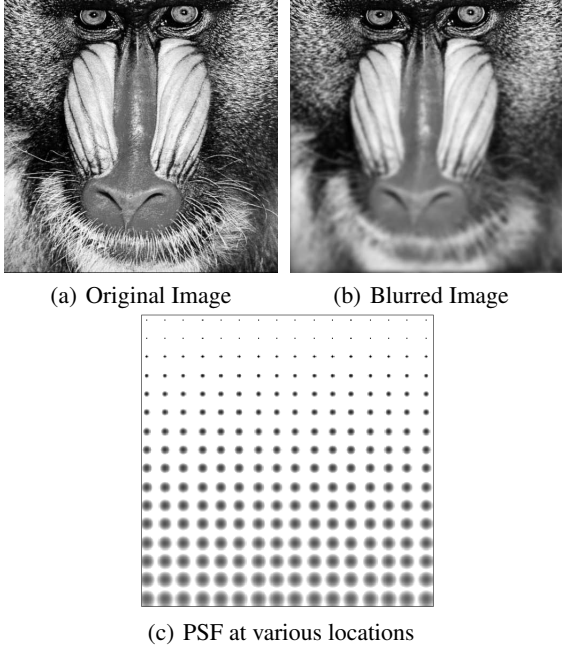 (a) Original Image
(b) Blurred Image
(c) PSF at various locations